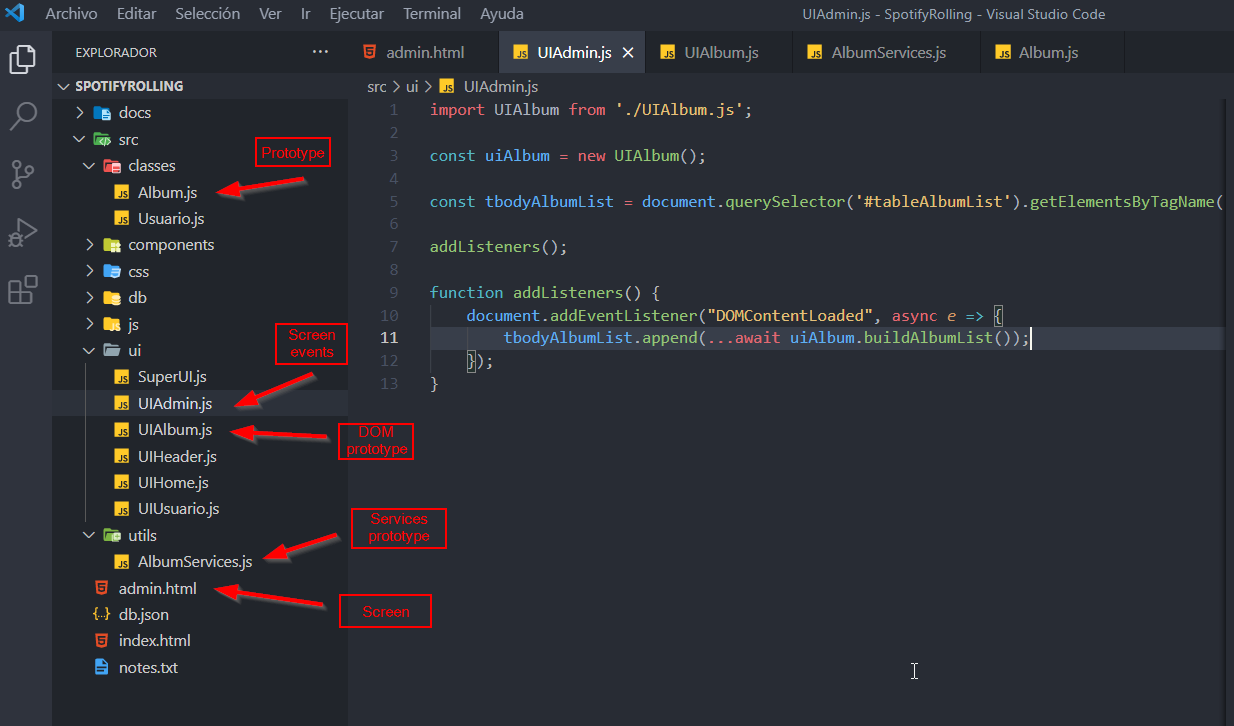 Archivo Editar Selección Ver Ir Ejecutar Terminal Ayuda
UIAdmin.js - SpotifyRolling - Visual Studio Code
EXPLORADOR
SPOTIFYROLLING
docs
src
classes
Album.js
Usuario.js
components
css
db
js
ui
SuperUI.js
UIAdmin.js
UIAlbum.js
UIHeader.js
UIHome.js
UIUsuario.js
utils
AlbumServices.js
admin.html
db.json
index.html
notes.txt
Prototype
Screen
events
DOM
prototype
Services
prototype
Screen
admin.html UIAdmin.js UIAlbum.js AlbumServices.js Album.js
src > ui > UIAdmin.js
1 import UIAlbum from './UIAlbum.js';
2
3 const uiAlbum = new UIAlbum();
4
5 const tbodyAlbumList = document.querySelector('#tableAlbumList').getElementsByTagName(
6
7 addListeners();
8
9 function addListeners() {
10 document.addEventListener("DOMContentLoaded", async e => {
11 tbodyAlbumList.append(...await uiAlbum.buildAlbumList());
12 });
13 }